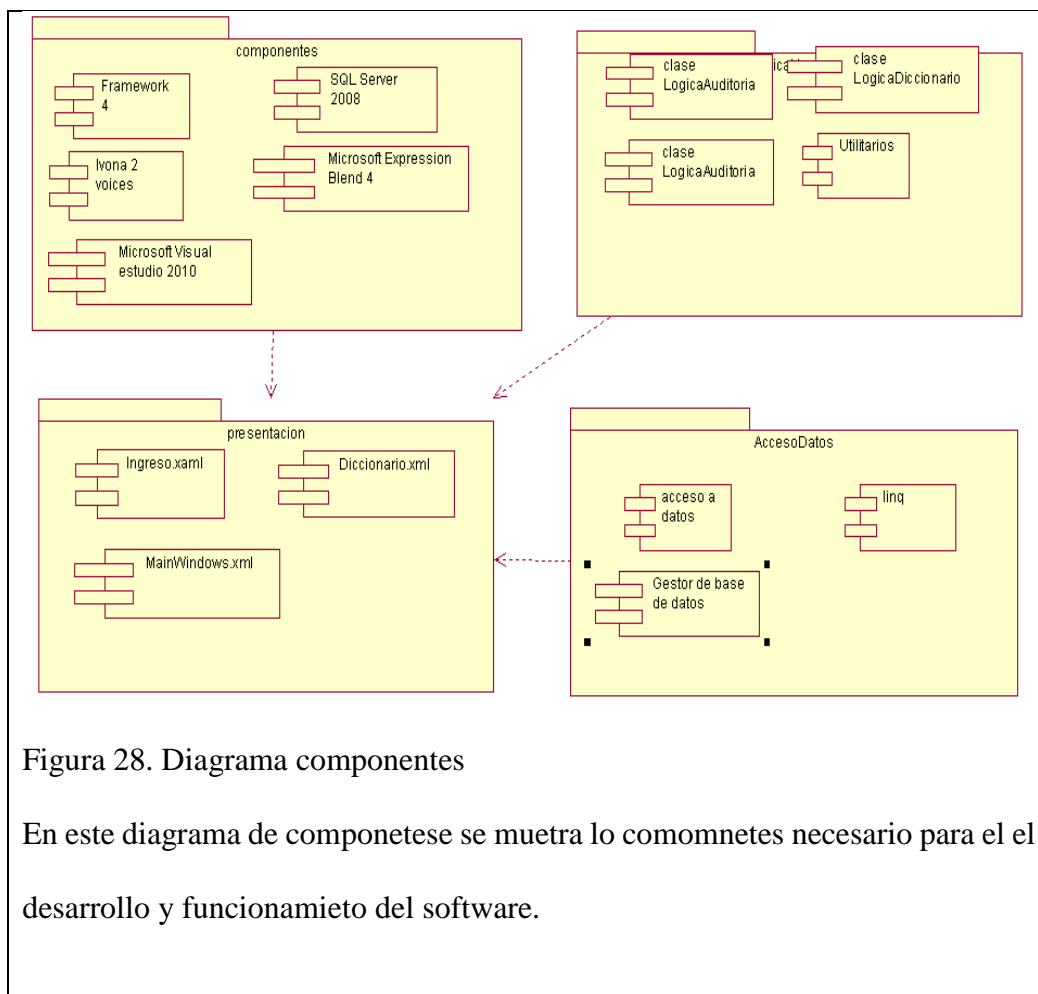 componentes
Framework
4
SQL Server
2008
Ivona 2
voices
Microsoft Expression
Blend 4
Microsoft Visual
estudio 2010
clase
LogicaAuditoria
clase
LogicaDiccionario
clase
LogicaAuditoria
Utilitarios
presentacion
Ingreso.xaml
Diccionario.xml
MainWindows.xml
AccesoDatos
acceso a
datos
linq
Gestor de base
de datos
Figura 28. Diagrama componentes
En este diagrama de componetese se muetra lo comomnetes necesario para el el
desarrollo y funcionamieto del software.